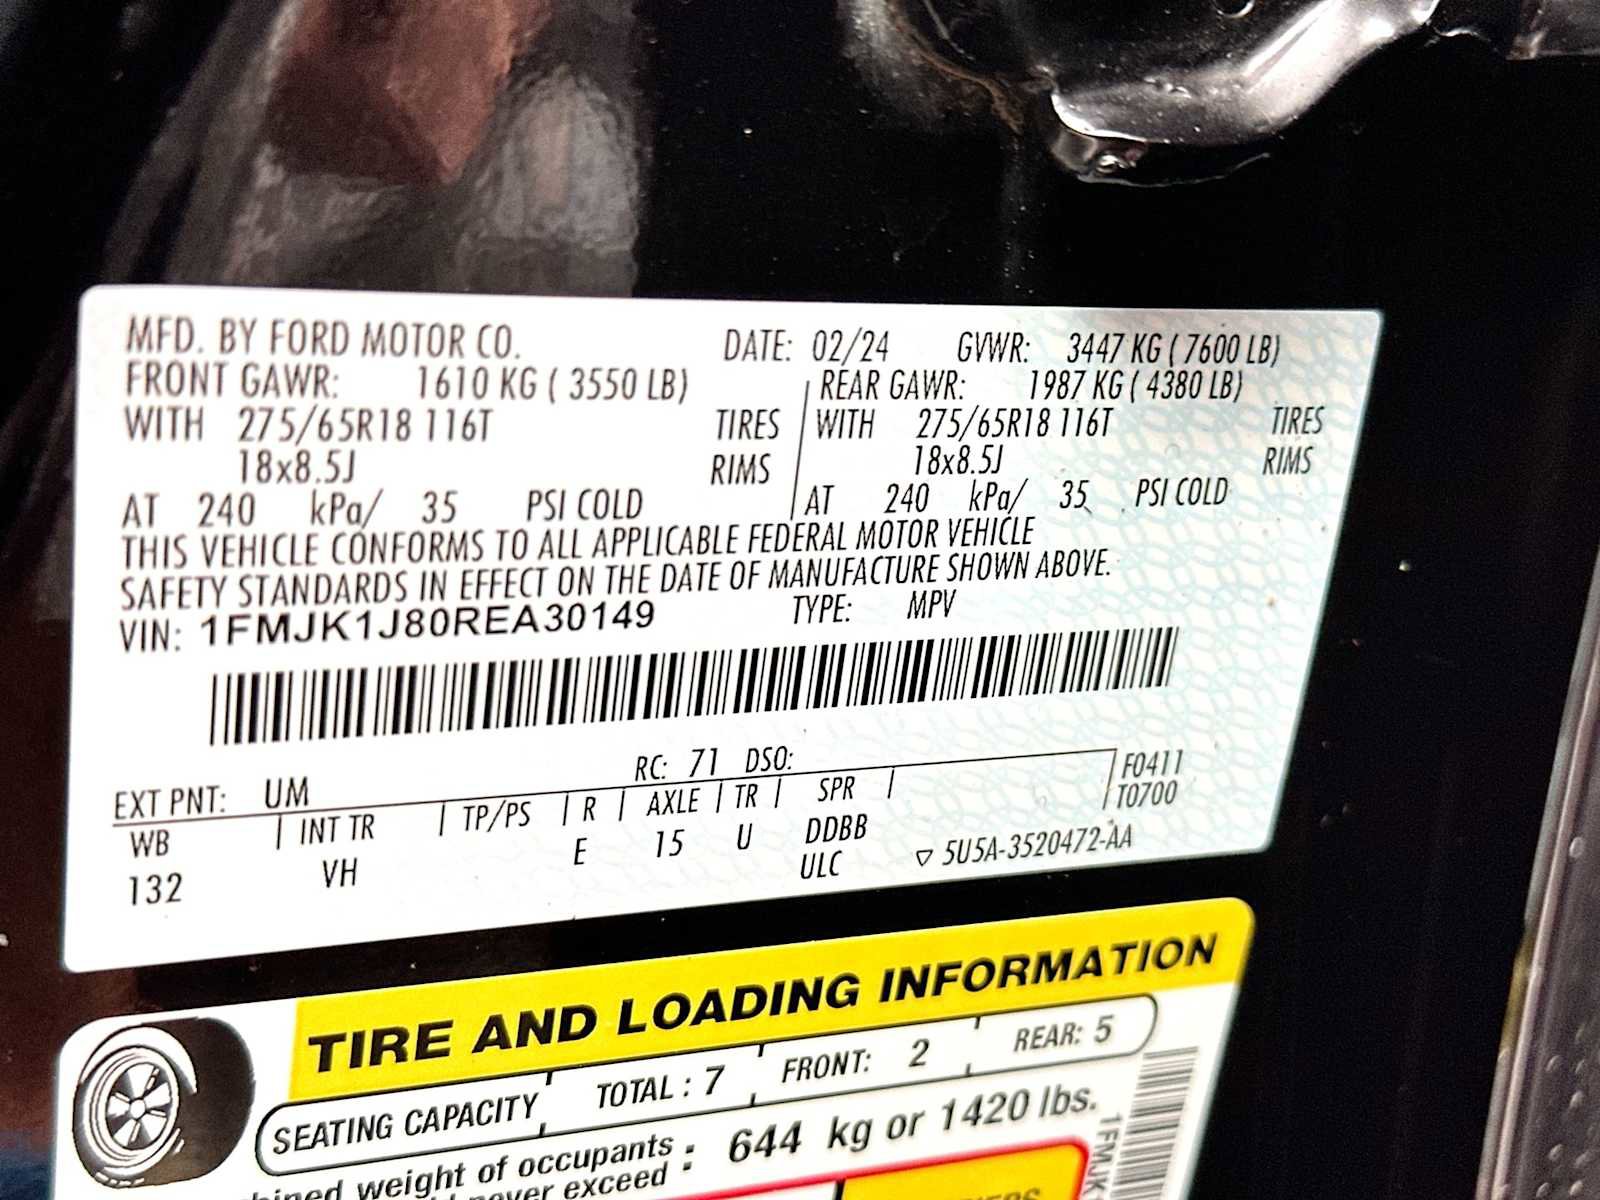 MFD. BY FORD MOTOR CO. DATE: 02/24 GVWR: 3447 KG ( 7600 LB)
FRONT GAWR: 1610 KG ( 3550 LB) REAR GAWR: 1987 KG ( 4380 LB)
WITH 275/65R18 116T TIRES WITH 275/65R18 116T TIRES
18x8.5J RIMS 18x8.5J RIMS
AT 240 kPa/ 35 PSI COLD AT 240 kPa/ 35 PSI COLD
THIS VEHICLE CONFORMS TO ALL APPLICABLE FEDERAL MOTOR VEHICLE
SAFETY STANDARDS IN EFFECT ON THE DATE OF MANUFACTURE SHOWN ABOVE.
VIN: 1FMJK1J80REA30149 TYPE: MPV
EXT PNT: UM RC: 71 DSO: F0411
WB INT TR TP/PS R AXLE TR SPR T0700
132 VH E 15 U DDBB
ULC 5U5A-3520472-AA
TIRE AND LOADING INFORMATION
SEATING CAPACITY TOTAL : 7 FRONT: 2 REAR: 5
weight of occupants : 644 kg or 1420 lbs.
never exceed
1FMJK